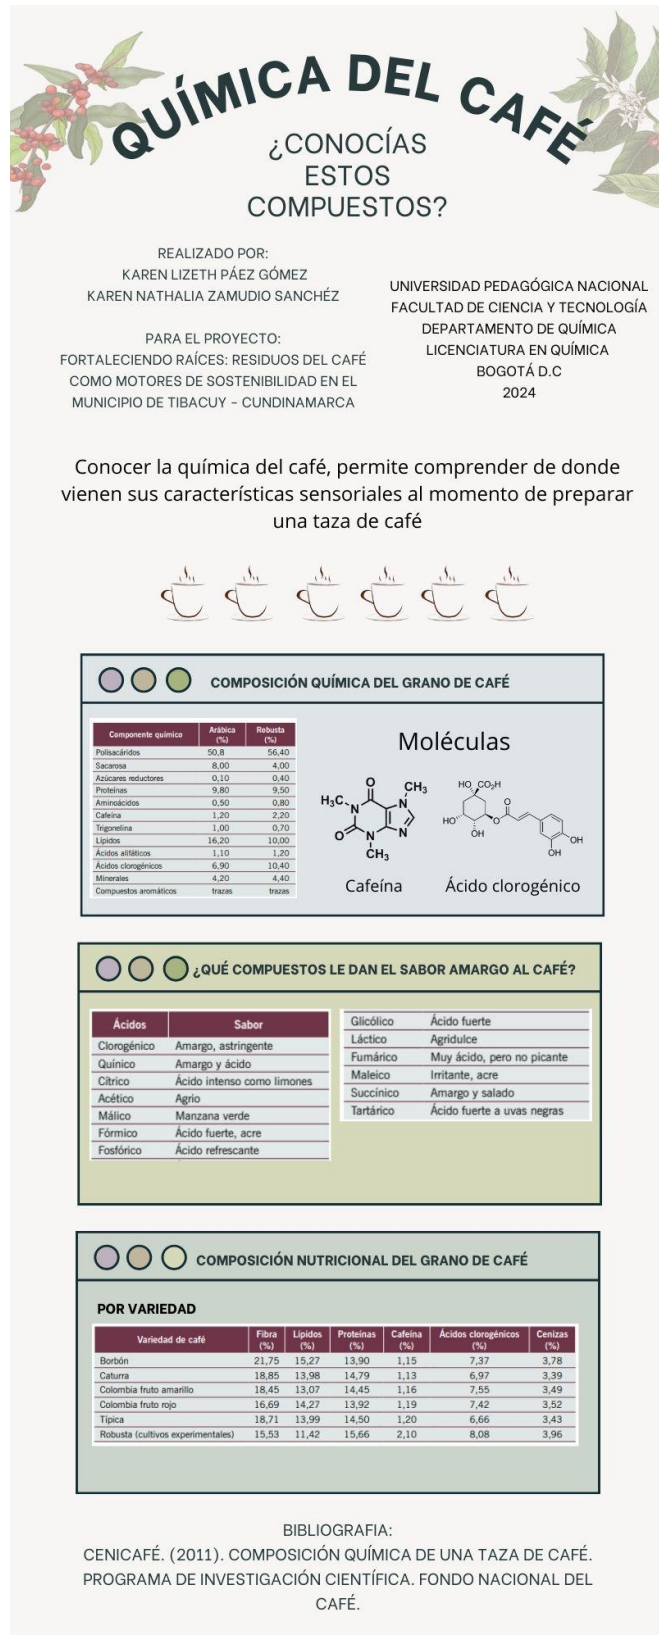 QUÍMICA DEL CAFÉ
¿CONOCÍAS
ESTOS
COMPUESTOS?
REALIZADO POR:
KAREN LIZETH PÁEZ GÓMEZ
KAREN NATHALIA ZAMUDIO SANCHÉZ
PARA EL PROYECTO:
FORTALECIENDO RAÍCES: RESIDUOS DEL CAFÉ
COMO MOTORES DE SOSTENIBILIDAD EN EL
MUNICIPIO DE TIBACUY - CUNDINAMARCA
UNIVERSIDAD PEDAGÓGICA NACIONAL
FACULTAD DE CIENCIA Y TECNOLOGÍA
DEPARTAMENTO DE QUÍMICA
LICENCIATURA EN QUÍMICA
BOGOTÁ D.C
2024
Conocer la química del café, permite comprender de donde
vienen sus características sensoriales al momento de preparar
una taza de café
COMPOSICIÓN QUÍMICA DEL GRANO DE CAFÉ
Componente químico Arábica (%) Robusta (%)
Polisacáridos 50,8 56,40
Sacarosa 8,00 4,00
Azúcares reductores 0,10 0,40
Proteínas 9,80 9,50
Aminoácidos 0,50 0,80
Cafeína 1,20 2,20
Trigonelina 1,00 0,70
Lípidos 16,20 10,00
Ácidos alifáticos 1,10 1,20
Ácidos clorogénicos 6,90 10,40
Minerales 4,20 4,40
Compuestos aromáticos trazas trazas
Moléculas
O CH₃
H₃C N N
O N N
CH₃
Cafeína
HO CO₂H
HO O O
OH
OH
OH
Ácido clorogénico
¿QUÉ COMPUESTOS LE DAN EL SABOR AMARGO AL CAFÉ?
Ácidos Sabor
Clorogénico Amargo, astringente
Quínico Amargo y ácido
Cítrico Ácido intenso como limones
Acético Agrio
Málico Manzana verde
Fórmico Ácido fuerte, acre
Fosfórico Ácido refrescante
Glicólico Ácido fuerte
Láctico Agridulce
Fumárico Muy ácido, pero no picante
Maleico Irritante, acre
Succínico Amargo y salado
Tartárico Ácido fuerte a uvas negras
COMPOSICIÓN NUTRICIONAL DEL GRANO DE CAFÉ
POR VARIEDAD
Variedad de café Fibra (%) Lípidos (%) Proteínas (%) Cafeína (%) Ácidos clorogénicos (%) Cenizas (%)
Borbón 21,75 15,27 13,90 1,15 7,37 3,78
Caturra 18,85 13,98 14,79 1,13 6,97 3,39
Colombia fruto amarillo 18,45 13,07 14,45 1,16 7,55 3,49
Colombia fruto rojo 16,69 14,27 13,92 1,19 7,42 3,52
Típica 18,71 13,99 14,50 1,20 6,66 3,43
Robusta (cultivos experimentales) 15,53 11,42 15,66 2,10 8,08 3,96
BIBLIOGRAFIA:
CENICAFÉ. (2011). COMPOSICIÓN QUÍMICA DE UNA TAZA DE CAFÉ.
PROGRAMA DE INVESTIGACIÓN CIENTÍFICA. FONDO NACIONAL DEL
CAFÉ.